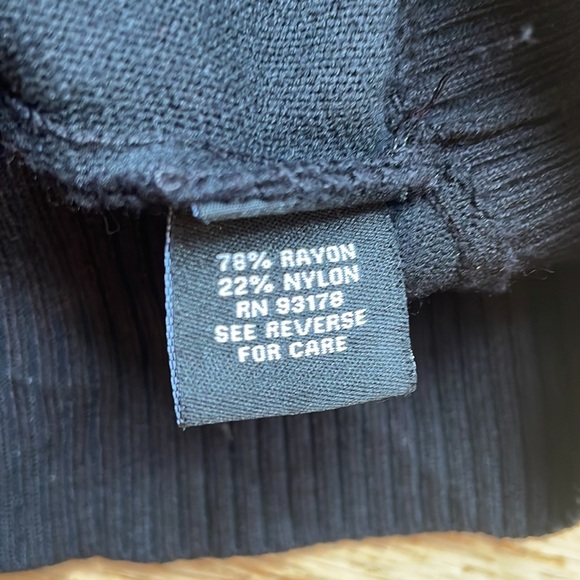 78% RAYON
22% NYLON
RN 93178
SEE REVERSE
FOR CARE